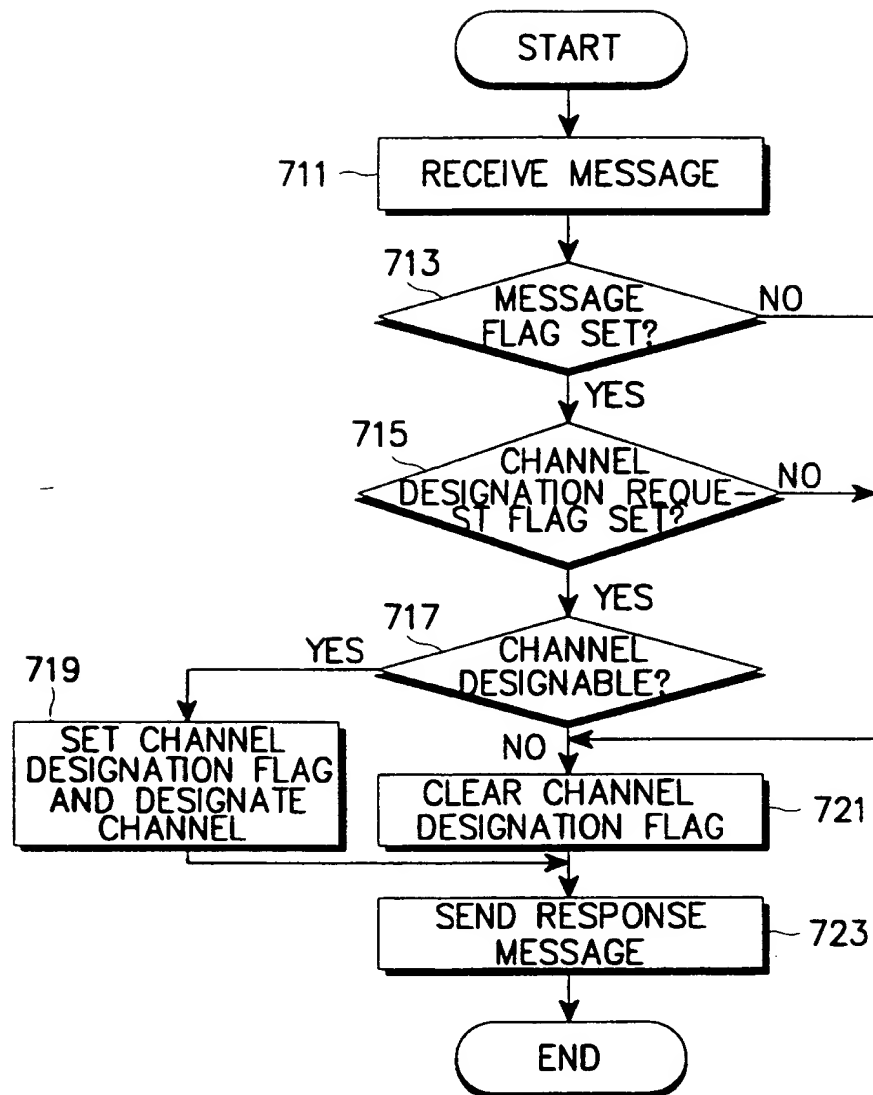 START
711
RECEIVE MESSAGE
713
MESSAGE
FLAG SET?
NO
YES
715
CHANNEL
DESIGNATION REQUE-
ST FLAG SET?
NO
YES
717
CHANNEL
DESIGNABLE?
YES
NO
719
SET CHANNEL
DESIGNATION FLAG
AND DESIGNATE
CHANNEL
CLEAR CHANNEL
DESIGNATION FLAG
721
SEND RESPONSE
MESSAGE
723
END